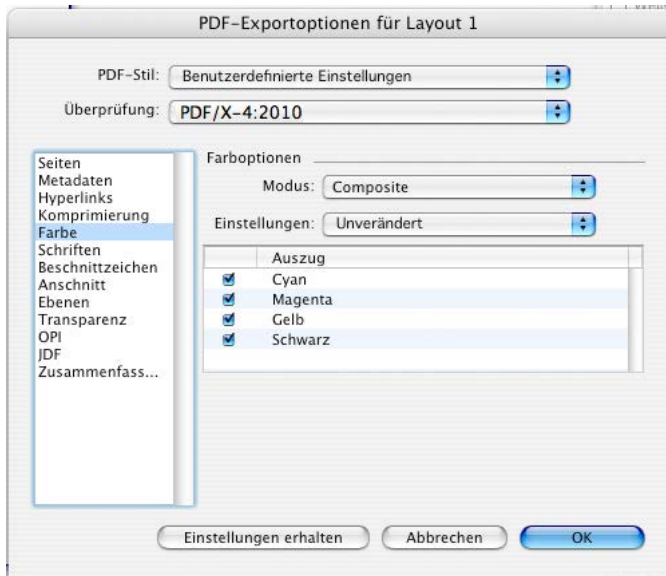 PDF-Exportoptionen für Layout 1
PDF-Stil: Benutzerdefinierte Einstellungen
Überprüfung: PDF/X-4:2010
Seiten
Metadaten
Hyperlinks
Komprimierung
Farbe
Schriften
Beschnittzeichen
Anschnitt
Ebenen
Transparenz
OPI
JDF
Zusammenfass...
Farboptionen
Modus: Composite
Einstellungen: Unverändert
Auszug
Cyan
Magenta
Gelb
Schwarz
Einstellungen erhalten
Abbrechen
OK